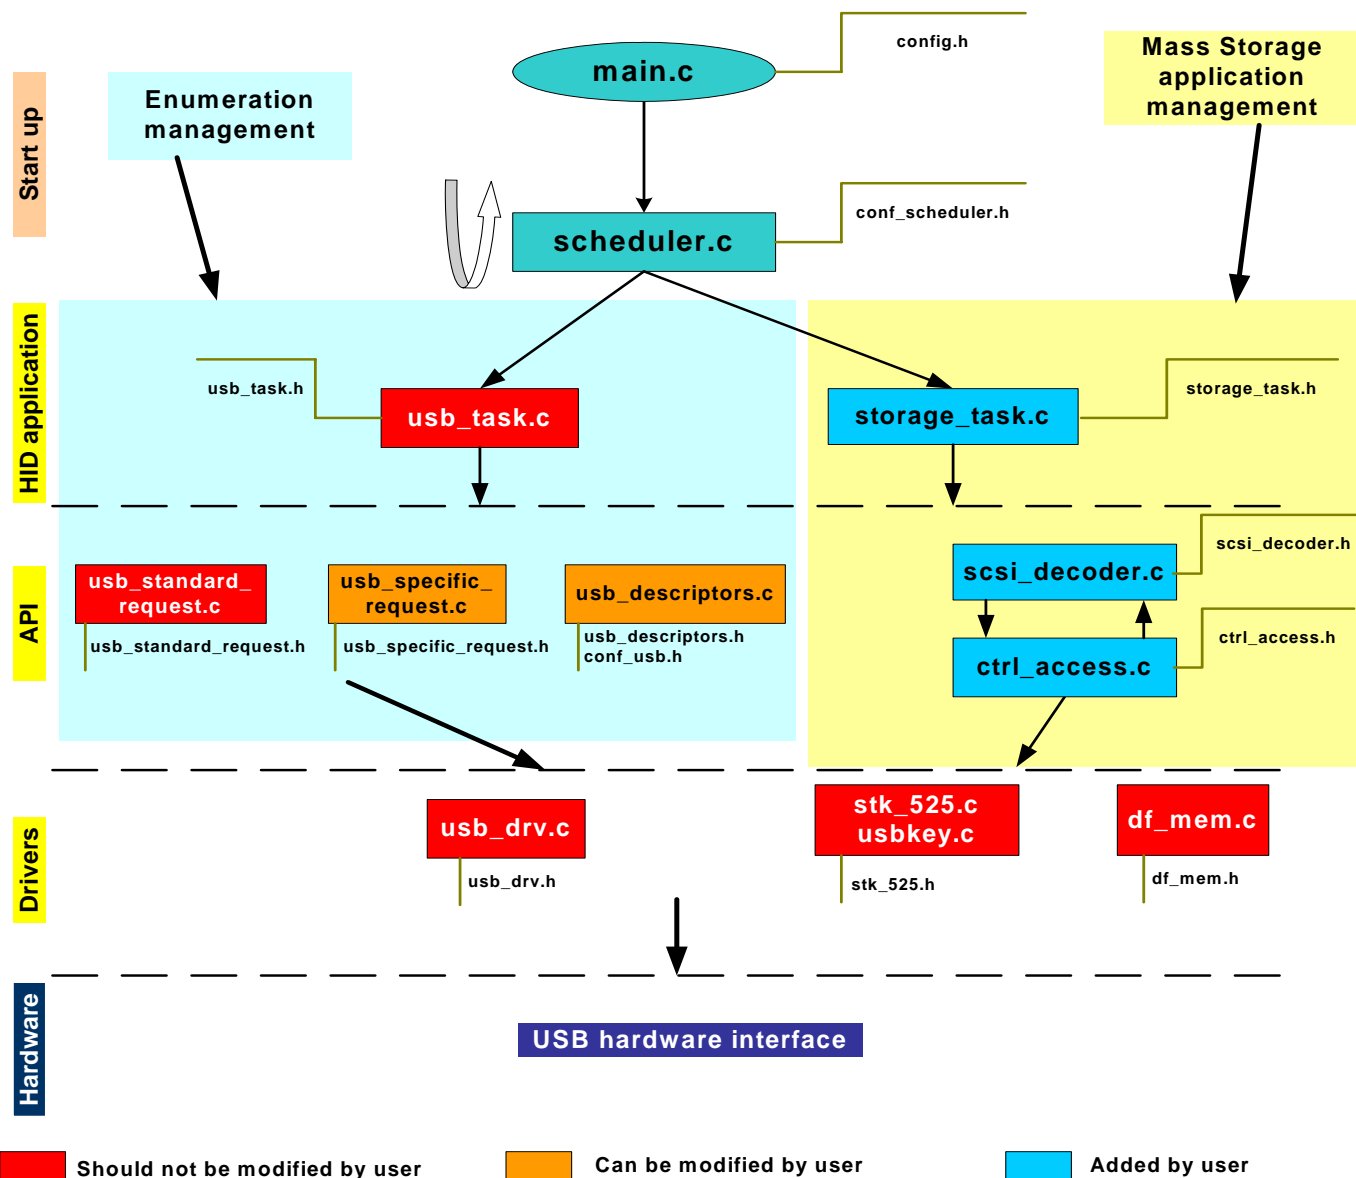 config.h
main.c
Mass Storage
application
management
Enumeration
management
Start up
conf_scheduler.h
scheduler.c
HID application
usb_task.h
usb_task.c
storage_task.c
storage_task.h
API
usb_standard_
request.c
usb_standard_request.h
usb_specific_
request.c
usb_specific_request.h
usb_descriptors.c
usb_descriptors.h
conf_usb.h
scsi_decoder.c
scsi_decoder.h
ctrl_access.c
ctrl_access.h
Drivers
usb_drv.c
usb_drv.h
stk_525.c
usbkey.c
stk_525.h
df_mem.c
df_mem.h
Hardware
USB hardware interface
Should not be modified by user
Can be modified by user
Added by user